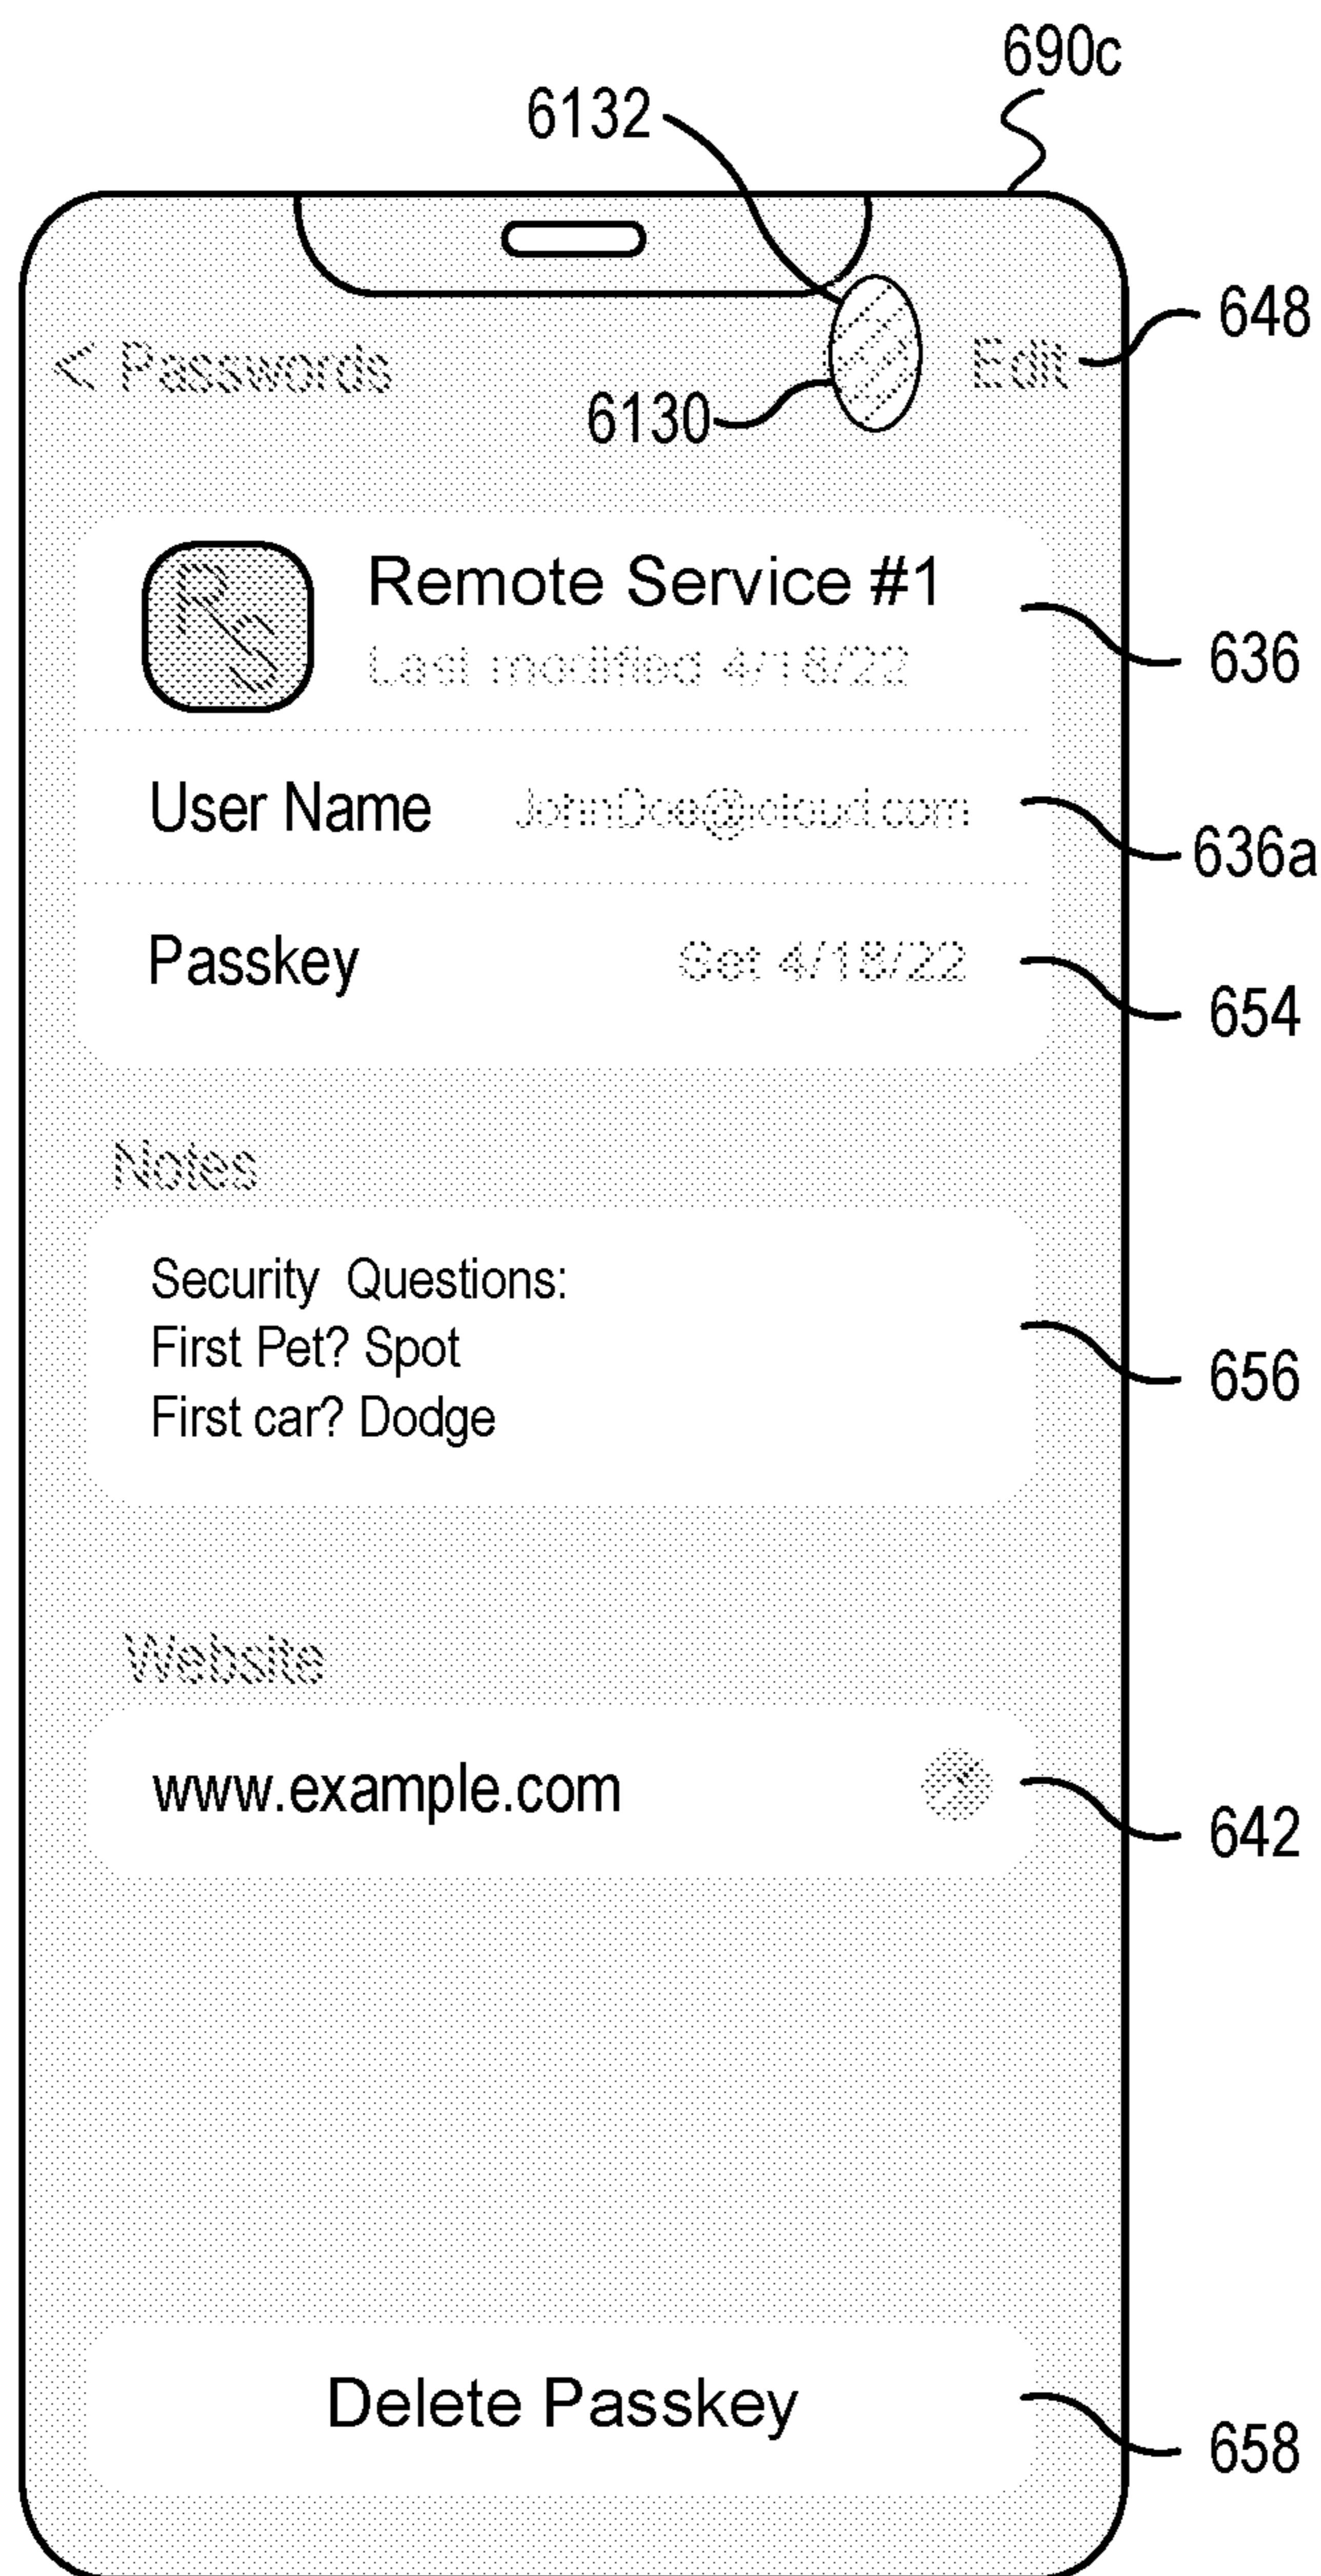 690c
6132
648
< Passwords
Edit
6130
RS
Remote Service #1
Last modified 4/18/22
636
User Name JohnDoe@icloud.com
636a
Passkey Set 4/18/22
654
Notes
Security Questions:
First Pet? Spot
First car? Dodge
656
Website
www.example.com
642
Delete Passkey
658